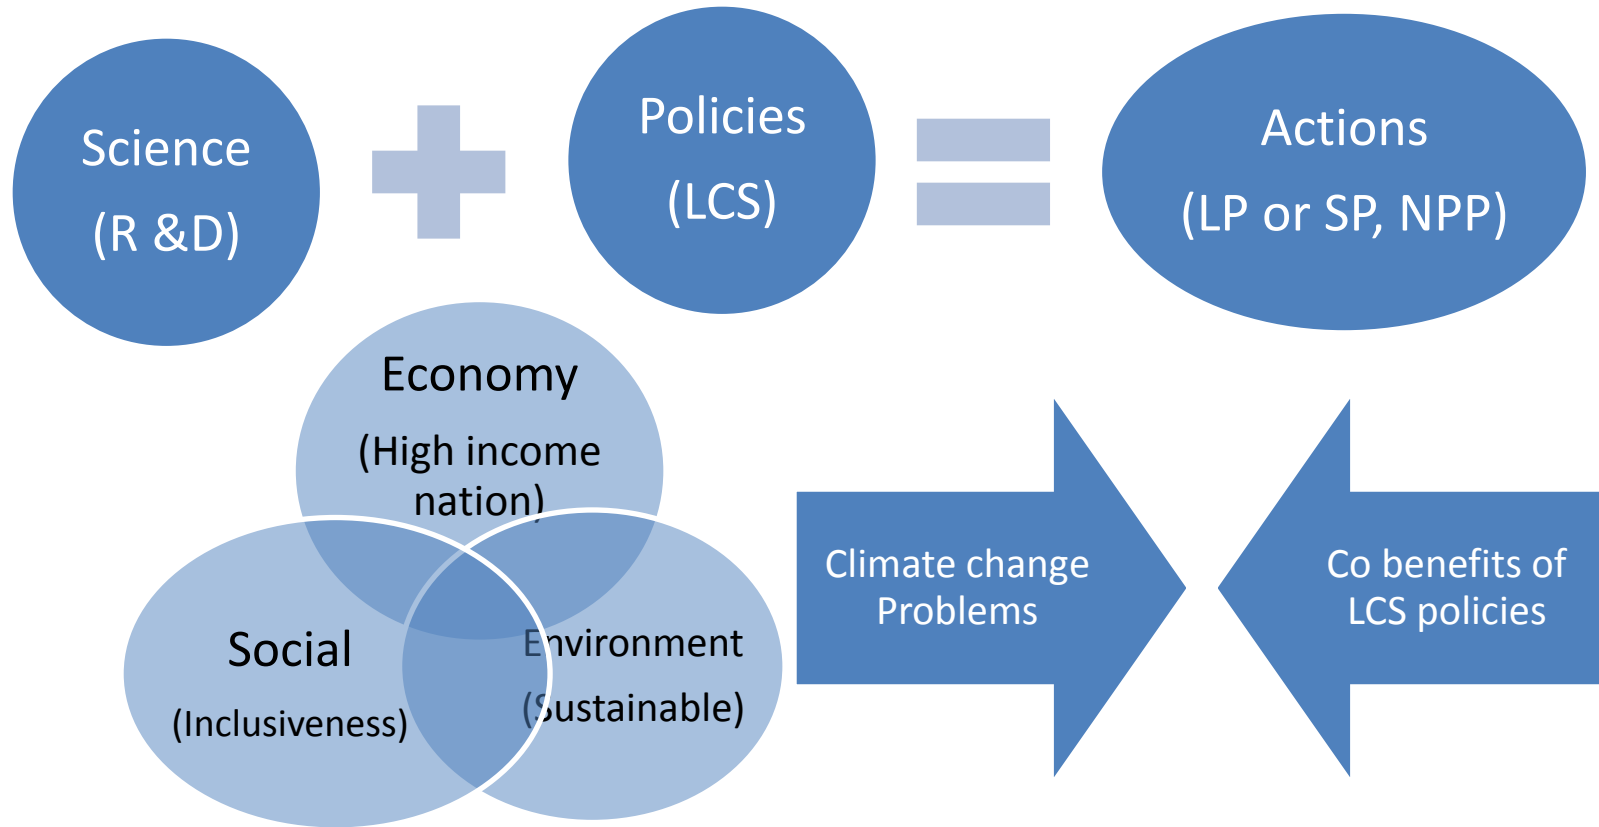 Science
(R &D)
Policies
(LCS)
Actions
(LP or SP, NPP)
Economy
(High income
nation)
Social
(Inclusiveness)
Environment
(Sustainable)
Climate change
Problems
Co benefits of
LCS policies